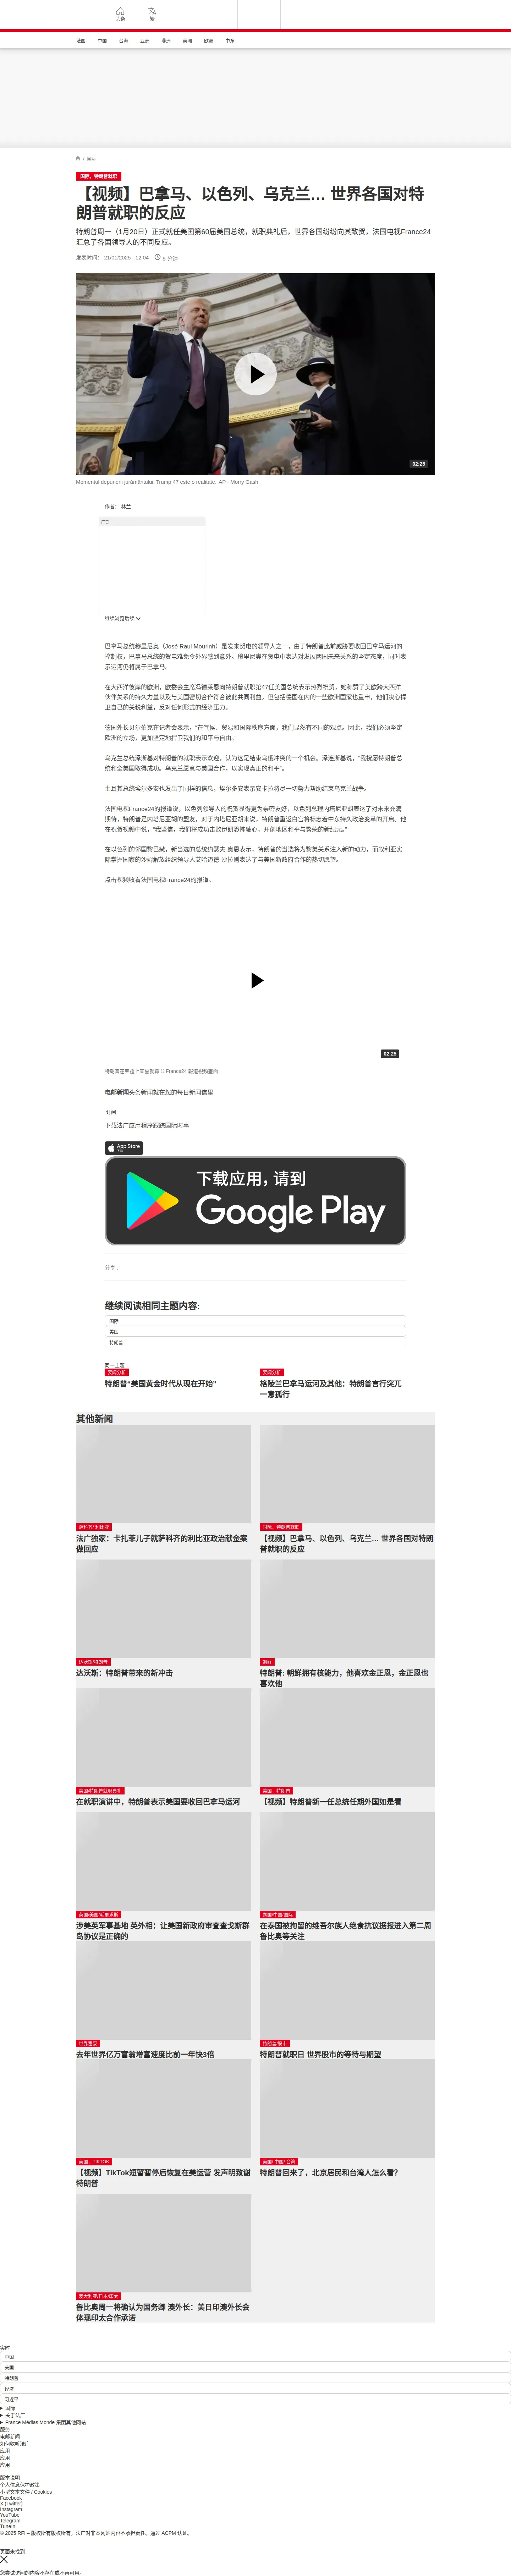 头条
繁
法国 中国 台海 亚洲 非洲 美洲 欧洲 中东
/ 国际
国际，特朗普就职
【视频】巴拿马、以色列、乌克兰… 世界各国对特
朗普就职的反应
特朗普周一（1月20日）正式就任美国第60届美国总统，就职典礼后，世界各国纷纷向其致贺，法国电视France24
汇总了各国领导人的不同反应。
发表时间： 21/01/2025 - 12:04 5 分钟
02:25
Momentul depunerii jurământului. Trump 47 este o realitate. AP - Morry Gash
作者： 林兰
广告
继续浏览后续
巴拿马总统穆里尼奥（José Raul Mourinh）是发来贺电的领导人之一，由于特朗普此前威胁要收回巴拿马运河的
控制权，巴拿马总统的贺电难免令外界感到意外。穆里尼奥在贺电中表达对发展两国未来关系的坚定态度，同时表
示运河仍将属于巴拿马。
在大西洋彼岸的欧洲，欧委会主席冯德莱恩向特朗普就职第47任美国总统表示热烈祝贺，她称赞了美欧跨大西洋
伙伴关系的持久力量以及与美国密切合作符合彼此共同利益。但包括德国在内的一些欧洲国家也重申，他们决心捍
卫自己的关税利益，反对任何形式的经济压力。
德国外长贝尔伯克在记者会表示，“在气候、贸易和国际秩序方面，我们显然有不同的观点。因此，我们必须坚定
欧洲的立场，更加坚定地捍卫我们的和平与自由。”
乌克兰总统泽斯基对特朗普的就职表示欢迎，认为这是结束乌俄冲突的一个机会。泽连斯基说，“我祝愿特朗普总
统和全美国取得成功。乌克兰愿意与美国合作，以实现真正的和平”。
土耳其总统埃尔多安也发出了同样的信息，埃尔多安表示安卡拉将尽一切努力帮助结束乌克兰战争。
法国电视France24的报道说，以色列领导人的祝贺显得更为亲密友好，以色列总理内塔尼亚胡表达了对未来充满
期待，特朗普是内塔尼亚胡的盟友，对于内塔尼亚胡来说，特朗普重返白宫将标志着中东持久政治变革的开启。他
在祝贺视频中说，“我坚信，我们将成功击败伊朗恐怖轴心，开创地区和平与繁荣的新纪元。”
在以色列的邻国黎巴嫩，新当选的总统约瑟夫·奥恩表示，特朗普的当选将为黎美关系注入新的动力，而叙利亚实
际掌握国家的沙姆解放组织领导人艾哈迈德·沙拉则表达了与美国新政府合作的热切愿望。
点击视频收看法国电视France24的报道。
02:25
特朗普在典禮上宣誓就職 © France24 報道視頻畫面
电邮新闻头条新闻就在您的每日新闻信里
订阅
下载法广应用程序跟踪国际时事
App Store
下载
下载应用，请到
Google Play
分享 :
继续阅读相同主题内容:
国际
美国
特朗普
同一主题
要闻分析
特朗普“美国黄金时代从现在开始”
要闻分析
格陵兰巴拿马运河及其他：特朗普言行突兀
一意孤行
其他新闻
萨科齐/ 利比亚
法广独家：卡扎菲儿子就萨科齐的利比亚政治献金案
做回应
国际，特朗普就职
【视频】巴拿马、以色列、乌克兰… 世界各国对特朗
普就职的反应
达沃斯/特朗普
达沃斯：特朗普带来的新冲击
朝鲜
特朗普: 朝鲜拥有核能力，他喜欢金正恩，金正恩也
喜欢他
美国/特朗普就职典礼
在就职演讲中，特朗普表示美国要收回巴拿马运河
美国，特朗普
【视频】特朗普新一任总统任期外国如是看
英国/美国/毛里求斯
涉美英军事基地 英外相：让美国新政府审查查戈斯群
岛协议是正确的
泰国/中国/国际
在泰国被拘留的维吾尔族人绝食抗议据报进入第二周
鲁比奥等关注
世界富豪
去年世界亿万富翁增富速度比前一年快3倍
特朗普/股市
特朗普就职日 世界股市的等待与期望
美国，TIKTOK
【视频】TikTok短暂暂停后恢复在美运营 发声明致谢
特朗普
美国/ 中国/ 台湾
特朗普回来了，北京居民和台湾人怎么看？
澳大利亚/日本/印太
鲁比奥周一将确认为国务卿 澳外长：美日印澳外长会
体现印太合作承诺
实时
中国
美国
特朗普
经济
习近平
国际
关于法广
France Médias Monde 集团其他网站
服务
电邮新闻
如何收听法广
应用
应用
应用
版本说明
个人信息保护政策
小型文本文件 / Cookies
Facebook
X (Twitter)
Instagram
YouTube
Telegram
TuneIn
© 2025 RFI – 版权所有版权所有。法广对非本网站内容不承担责任。通过 ACPM 认证。
页面未找到
您尝试访问的内容不存在或不再可用。